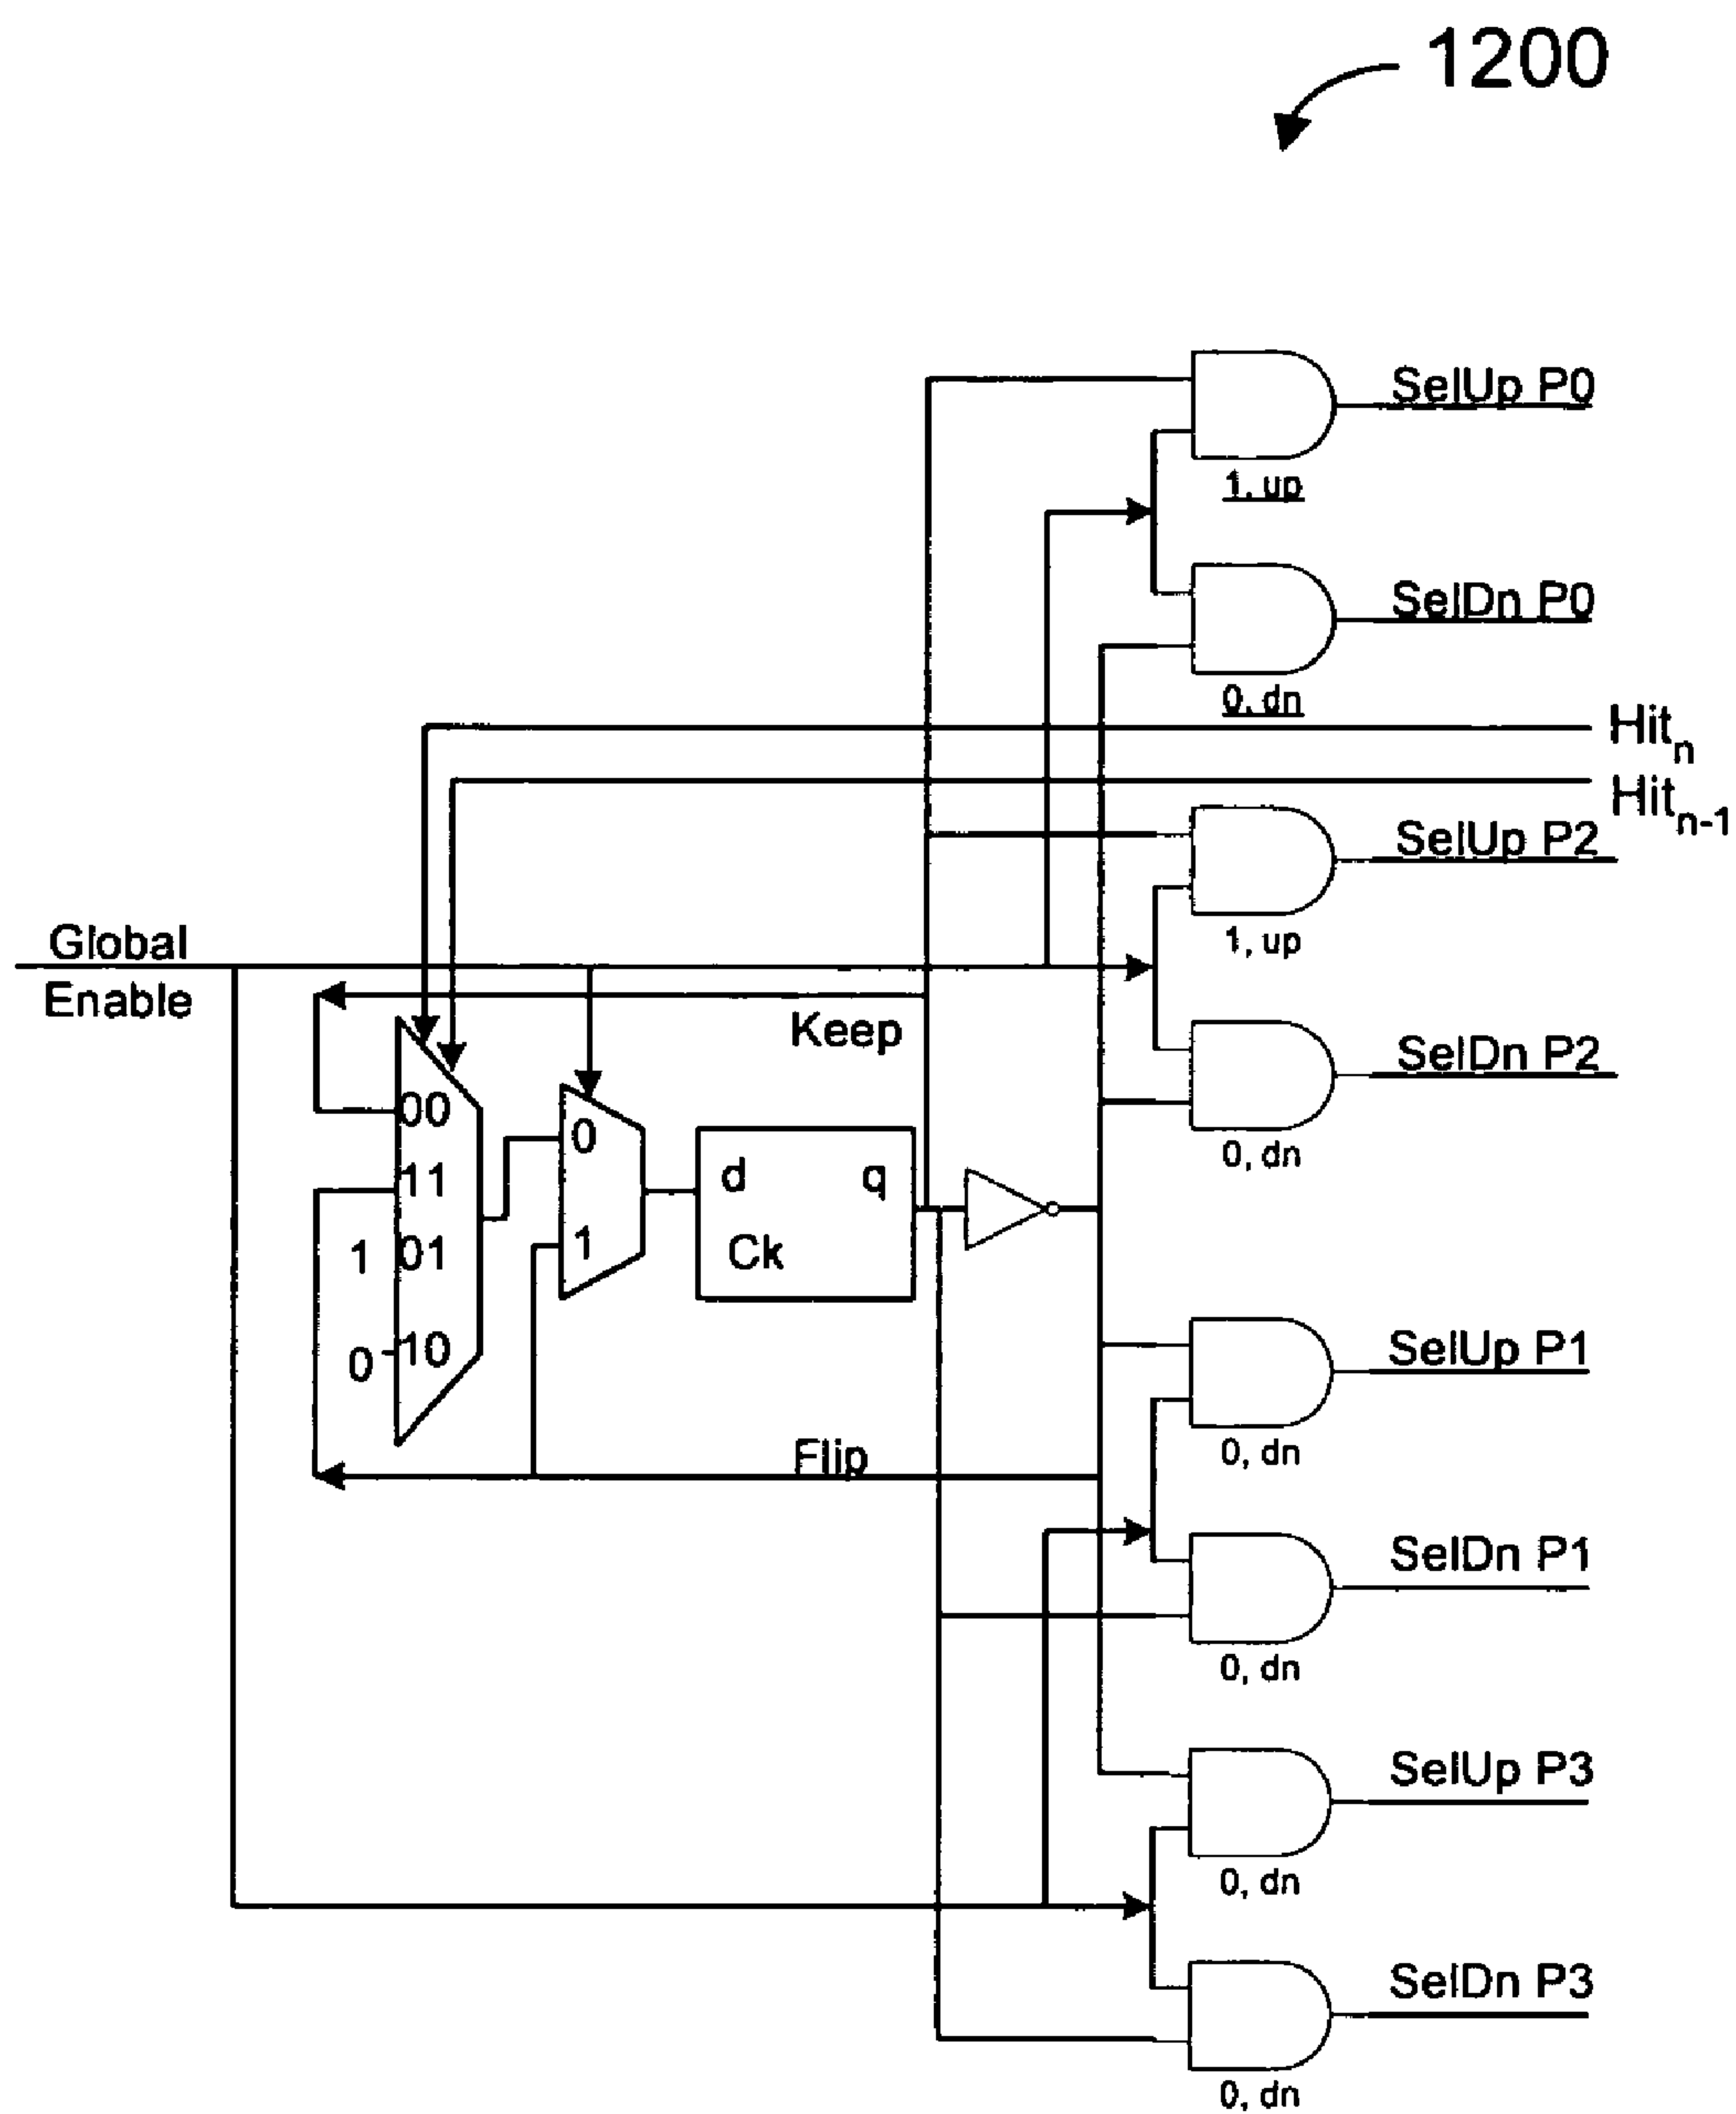 1200
SelUp P0
1, up
SelDn P0
0, dn
Hitn
Hitn-1
SelUp P2
1, up
Global
Enable
Keep
SelDn P2
0, dn
00
11
1 01
0 10
0
1
d q
Ck
SelUp P1
0, dn
Flip
SelDn P1
0, dn
SelUp P3
0, dn
SelDn P3
0, dn